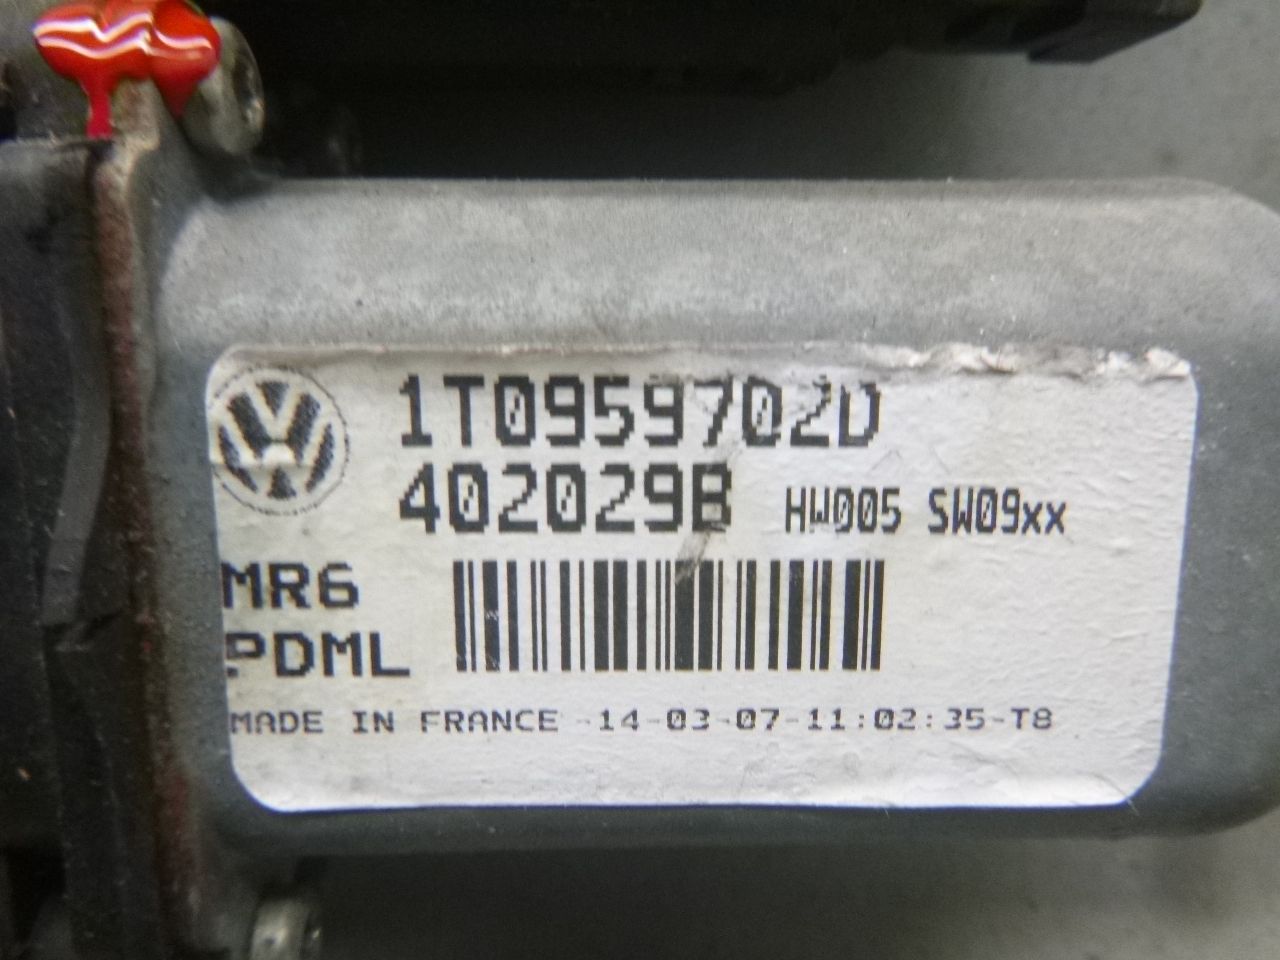 1T0959702D
402029B HW005 SW09xx
MR6
PDML
MADE IN FRANCE -14-03-07-11:02:35-T8